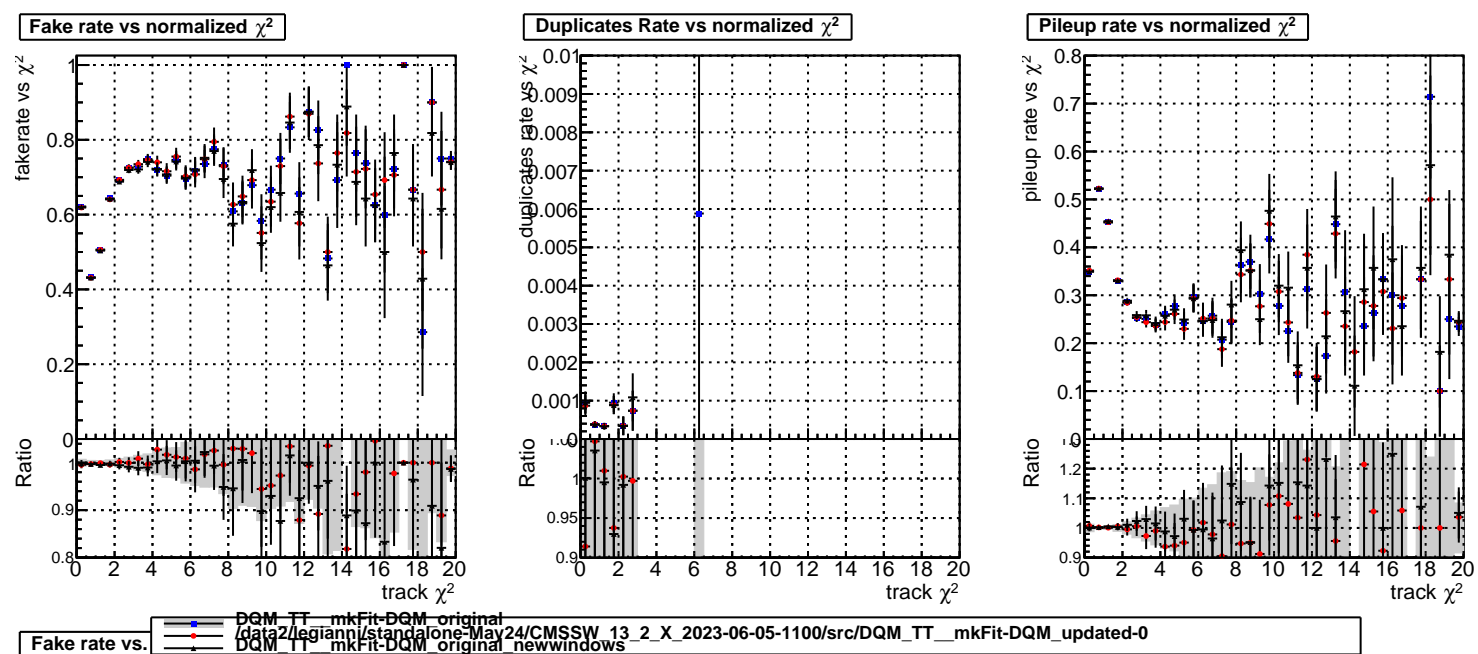 Fake rate vs normalized χ²
Duplicates Rate vs normalized χ²
Pileup rate vs normalized χ²
fakerate vs χ²
1
0.8
0.6
0.4
0.2
0
duplicates rate vs χ²
0.01
0.009
0.008
0.007
0.006
0.005
0.004
0.003
0.002
0.001
pileup rate vs χ²
0.8
0.7
0.6
0.5
0.4
0.3
0.2
0.1
Ratio
1
0.9
0.8
Ratio
0.95
0.9
Ratio
1.2
1.1
1
0.9
0 2 4 6 8 10 12 14 16 18 20
0 2 4 6 8 10 12 14 16 18 20
0 2 4 6 8 10 12 14 16 18 20
track χ²
track χ²
track χ²
Fake rate vs.
DQM_TT__mkFit-DQM_original
/data2/legianni/standalone-May24/CMSSW_13_2_X_2023-06-05-1100/src/DQM_TT__mkFit-DQM_updated-0
DQM_TT__mkFit-DQM_original_newwindows